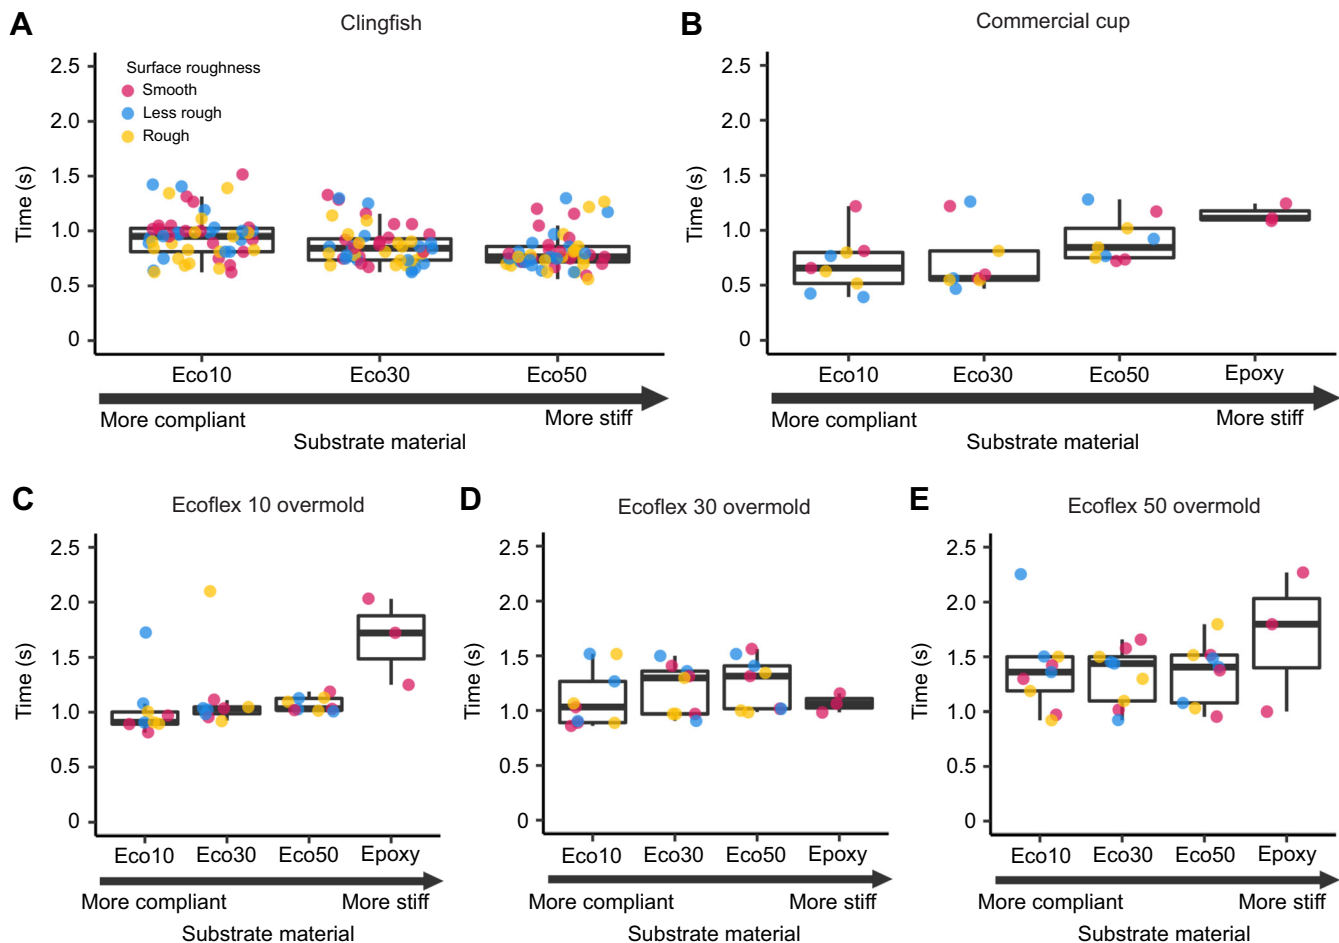 A
Clingfish
Time (s)
2.5
2.0
1.5
1.0
0.5
0
Surface roughness
Smooth
Less rough
Rough
Eco10
Eco30
Eco50
More compliant
More stiff
Substrate material
B
Commercial cup
Time (s)
2.5
2.0
1.5
1.0
0.5
0
Eco10
Eco30
Eco50
Epoxy
More compliant
More stiff
Substrate material
C
Ecoflex 10 overmold
Time (s)
2.5
2.0
1.5
1.0
0.5
0
Eco10
Eco30
Eco50
Epoxy
More compliant
More stiff
Substrate material
D
Ecoflex 30 overmold
Time (s)
2.5
2.0
1.5
1.0
0.5
0
Eco10
Eco30
Eco50
Epoxy
More compliant
More stiff
Substrate material
E
Ecoflex 50 overmold
Time (s)
2.5
2.0
1.5
1.0
0.5
0
Eco10
Eco30
Eco50
Epoxy
More compliant
More stiff
Substrate material